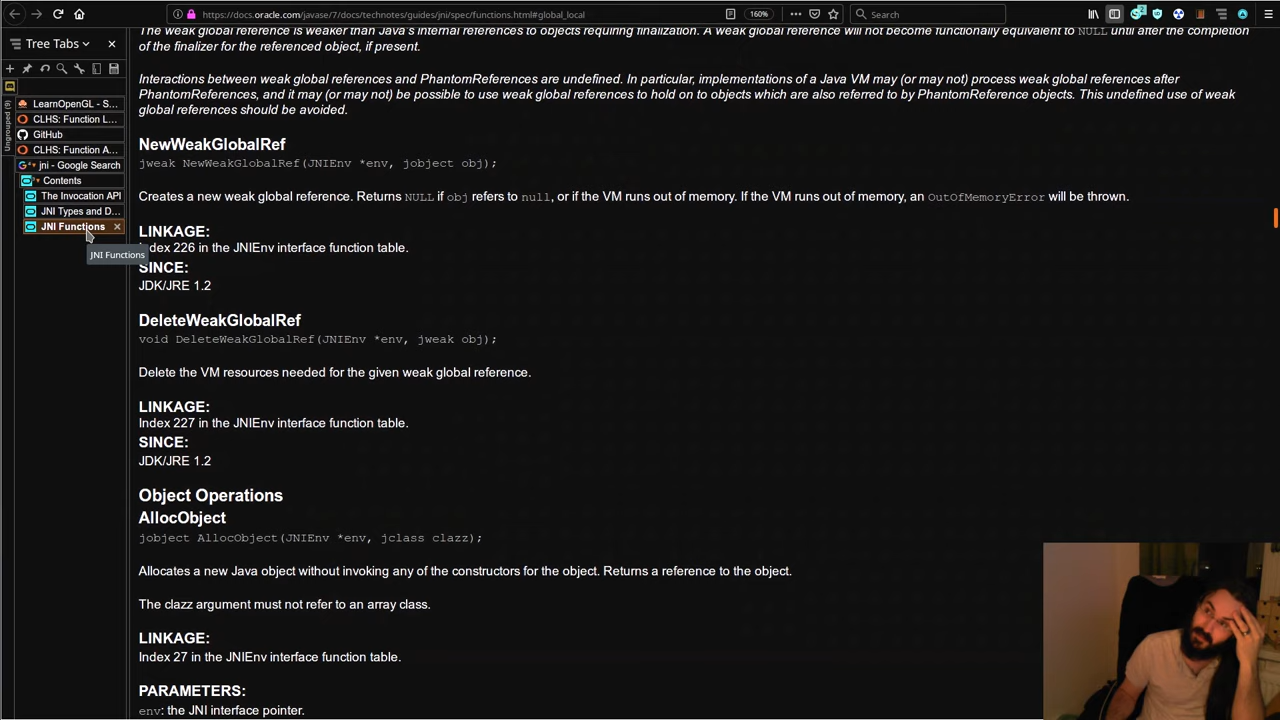 https://docs.oracle.com/javase/7/docs/technotes/guides/jni/spec/functions.html#global_local
160%
Search
Tree Tabs
Ungrouped (9)
LearnOpenGL - S...
CLHS: Function L...
GitHub
CLHS: Function A...
jni - Google Search
Contents
The Invocation API
JNI Types and D...
JNI Functions
JNI Functions
The weak global reference is weaker than Java's internal references to objects requiring finalization. A weak global reference will not become functionally equivalent to NULL until after the completion
of the finalizer for the referenced object, if present.
Interactions between weak global references and PhantomReferences are undefined. In particular, implementations of a Java VM may (or may not) process weak global references after
PhantomReferences, and it may (or may not) be possible to use weak global references to hold on to objects which are also referred to by PhantomReference objects. This undefined use of weak
global references should be avoided.
NewWeakGlobalRef
jweak NewWeakGlobalRef(JNIEnv *env, jobject obj);
Creates a new weak global reference. Returns NULL if obj refers to null, or if the VM runs out of memory. If the VM runs out of memory, an OutOfMemoryError will be thrown.
LINKAGE:
Index 226 in the JNIEnv interface function table.
SINCE:
JDK/JRE 1.2
DeleteWeakGlobalRef
void DeleteWeakGlobalRef(JNIEnv *env, jweak obj);
Delete the VM resources needed for the given weak global reference.
LINKAGE:
Index 227 in the JNIEnv interface function table.
SINCE:
JDK/JRE 1.2
Object Operations
AllocObject
jobject AllocObject(JNIEnv *env, jclass clazz);
Allocates a new Java object without invoking any of the constructors for the object. Returns a reference to the object.
The clazz argument must not refer to an array class.
LINKAGE:
Index 27 in the JNIEnv interface function table.
PARAMETERS:
env: the JNI interface pointer.